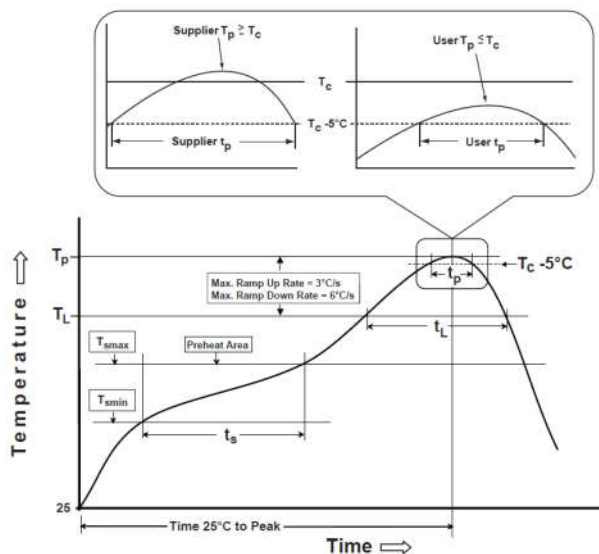 Supplier Tp ≥ Tc
User Tp ≤ Tc
Tc
Tc -5°C
Supplier tp
User tp
Tp
Tc -5°C
Max. Ramp Up Rate = 3°C/s
Max. Ramp Down Rate = 6°C/s
tp
TL
tL
Tsmax
Preheat Area
Tsmin
ts
Temperature
25
Time 25°C to Peak
Time